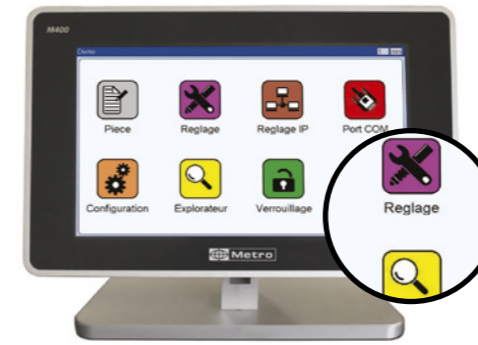 M400
Demo
Piece
Reglage
Reglage IP
Port COM
Configuration
Explorateur
Verrouillage
Reglage
Metro